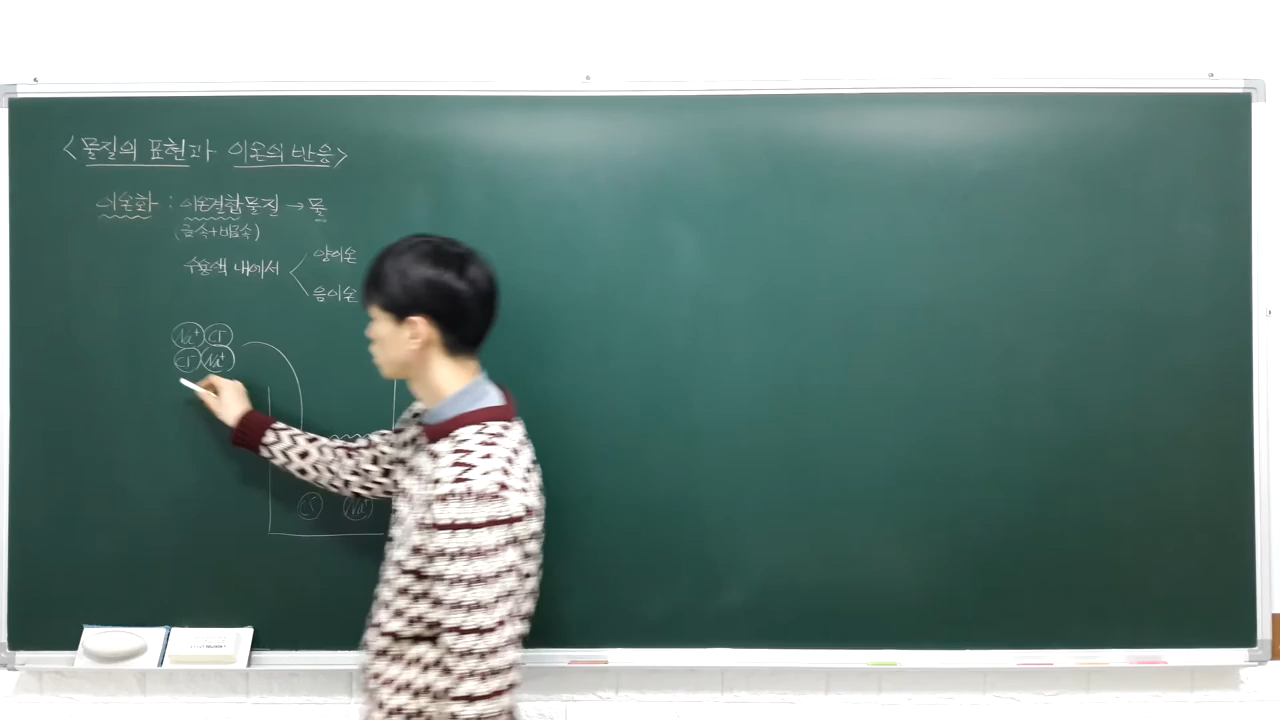 <물질의 표현과 이온의 반응>
이온화 : 이온결합물질 → 물
(금속+비금속)
수용액 내에서 < 양이온
음이온
Na⁺ Cl⁻
Cl⁻ Na⁺
Na⁺